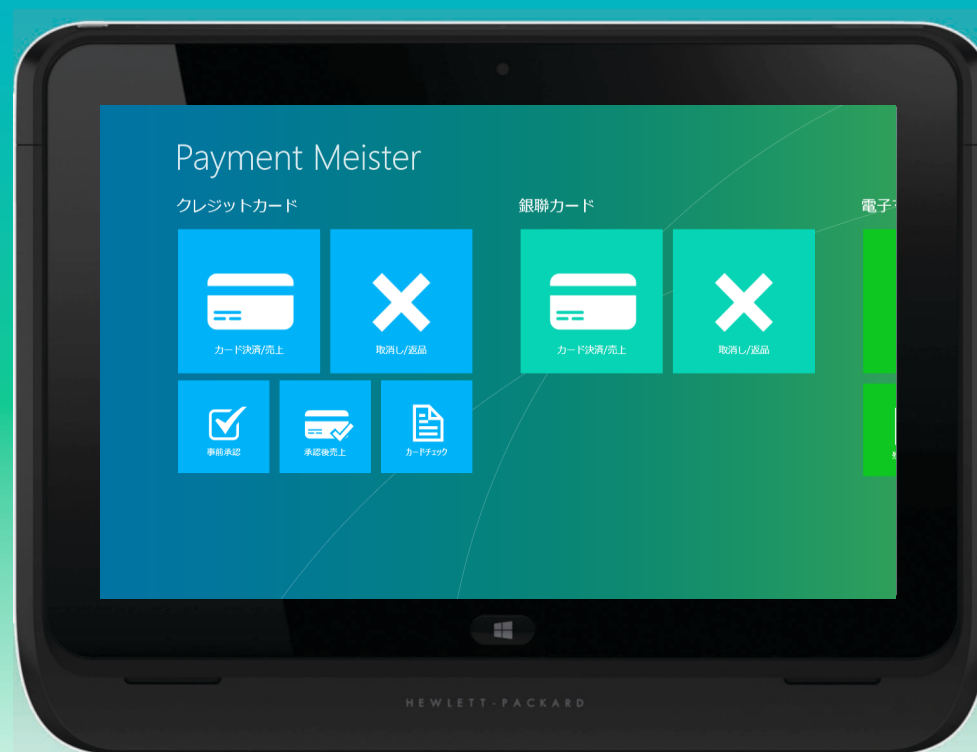 Payment Meister
クレジットカード
銀聯カード
電子
カード決済/売上
取消し/返品
カード決済/売上
取消し/返品
事前承認
承認後売上
カードチェック
HEWLETT-PACKARD